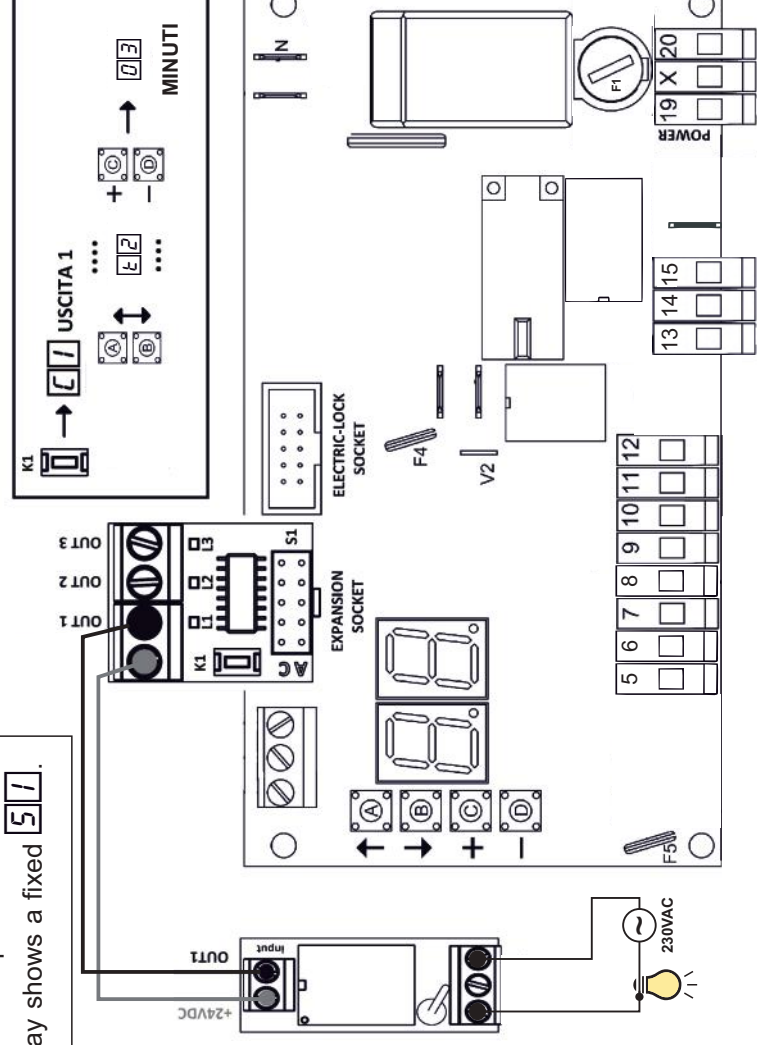 ay shows a fixed 51.
K1
C1 USCITA 1
A
B
....
t2
....
+ C
- D
03
MINUTI
OUT 1
OUT 2
OUT 3
L1
L2
L3
K1
AC
S1
EXPANSION
SOCKET
ELECTRIC-LOCK
SOCKET
N
F1
F4
V2
F5
A
B
+ C
- D
5
6
7
8
9
10
11
12
13
14
15
POWER
19
X
20
+24VDC
OUT1
input
230VAC